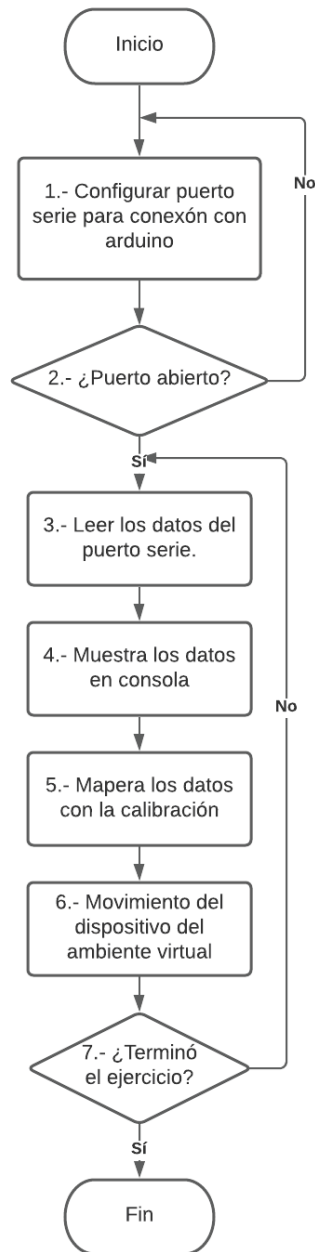 Inicio
No
1.- Configurar puerto
serie para conexón con
arduino
2.- ¿Puerto abierto?
Sí
3.- Leer los datos del
puerto serie.
4.- Muestra los datos
en consola
No
5.- Mapera los datos
con la calibración
6.- Movimiento del
dispositivo del
ambiente virtual
7.- ¿Terminó
el ejercicio?
Sí
Fin